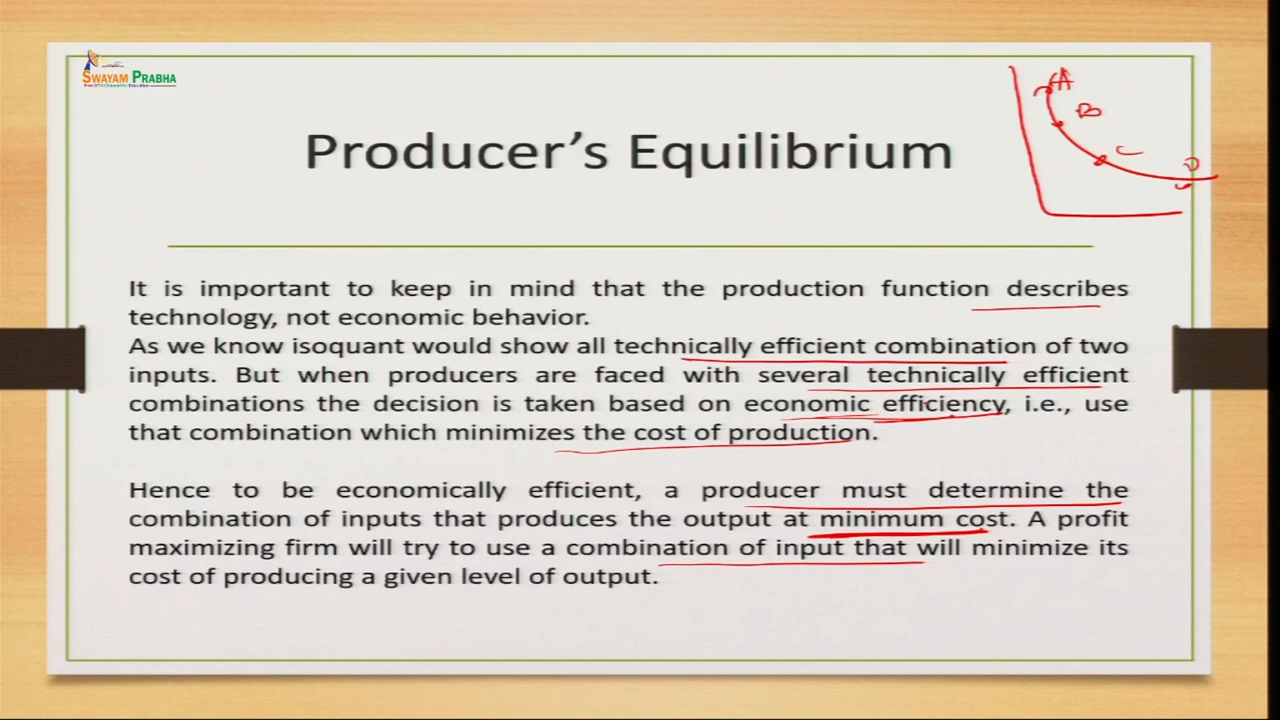 SWAYAM PRABHA
Free DTH Channel for Education
A
B
C
D
Producer's Equilibrium
It is important to keep in mind that the production function describes
technology, not economic behavior.
As we know isoquant would show all technically efficient combination of two
inputs. But when producers are faced with several technically efficient
combinations the decision is taken based on economic efficiency, i.e., use
that combination which minimizes the cost of production.
Hence to be economically efficient, a producer must determine the
combination of inputs that produces the output at minimum cost. A profit
maximizing firm will try to use a combination of input that will minimize its
cost of producing a given level of output.